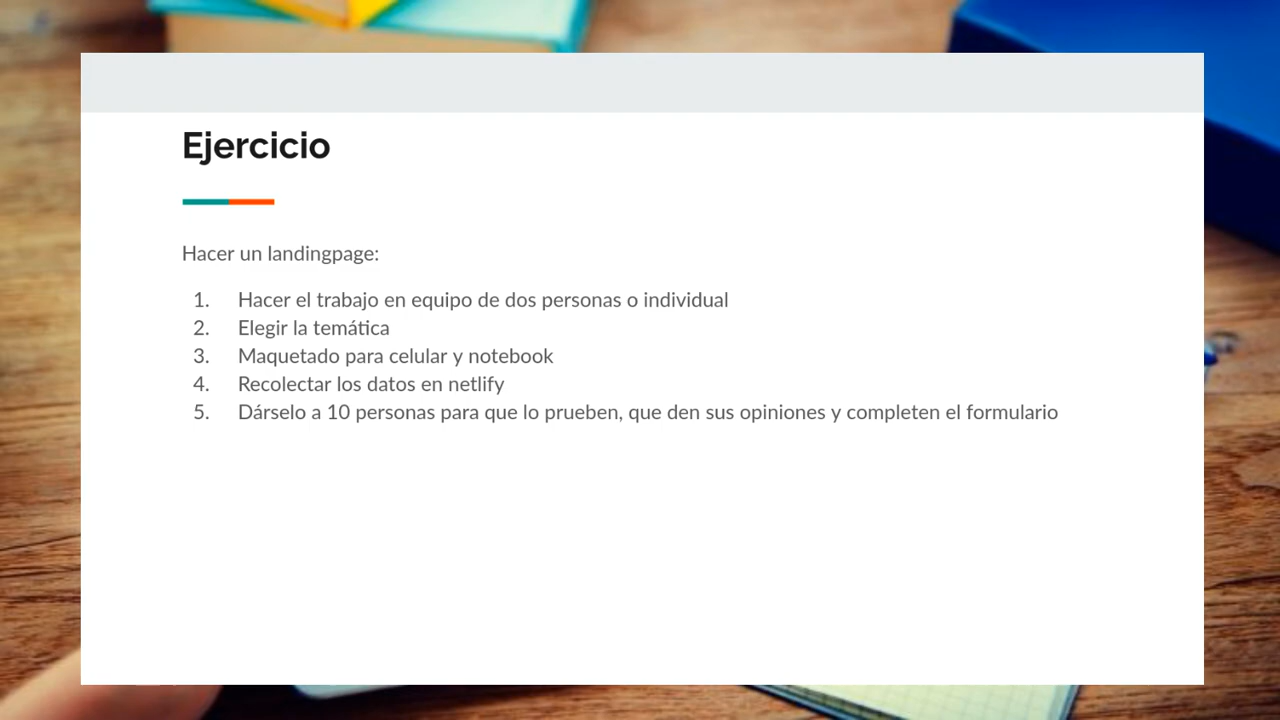 Ejercicio
Hacer un landingpage:
1. Hacer el trabajo en equipo de dos personas o individual
2. Elegir la temática
3. Maquetado para celular y notebook
4. Recolectar los datos en netlify
5. Dárselo a 10 personas para que lo prueben, que den sus opiniones y completen el formulario